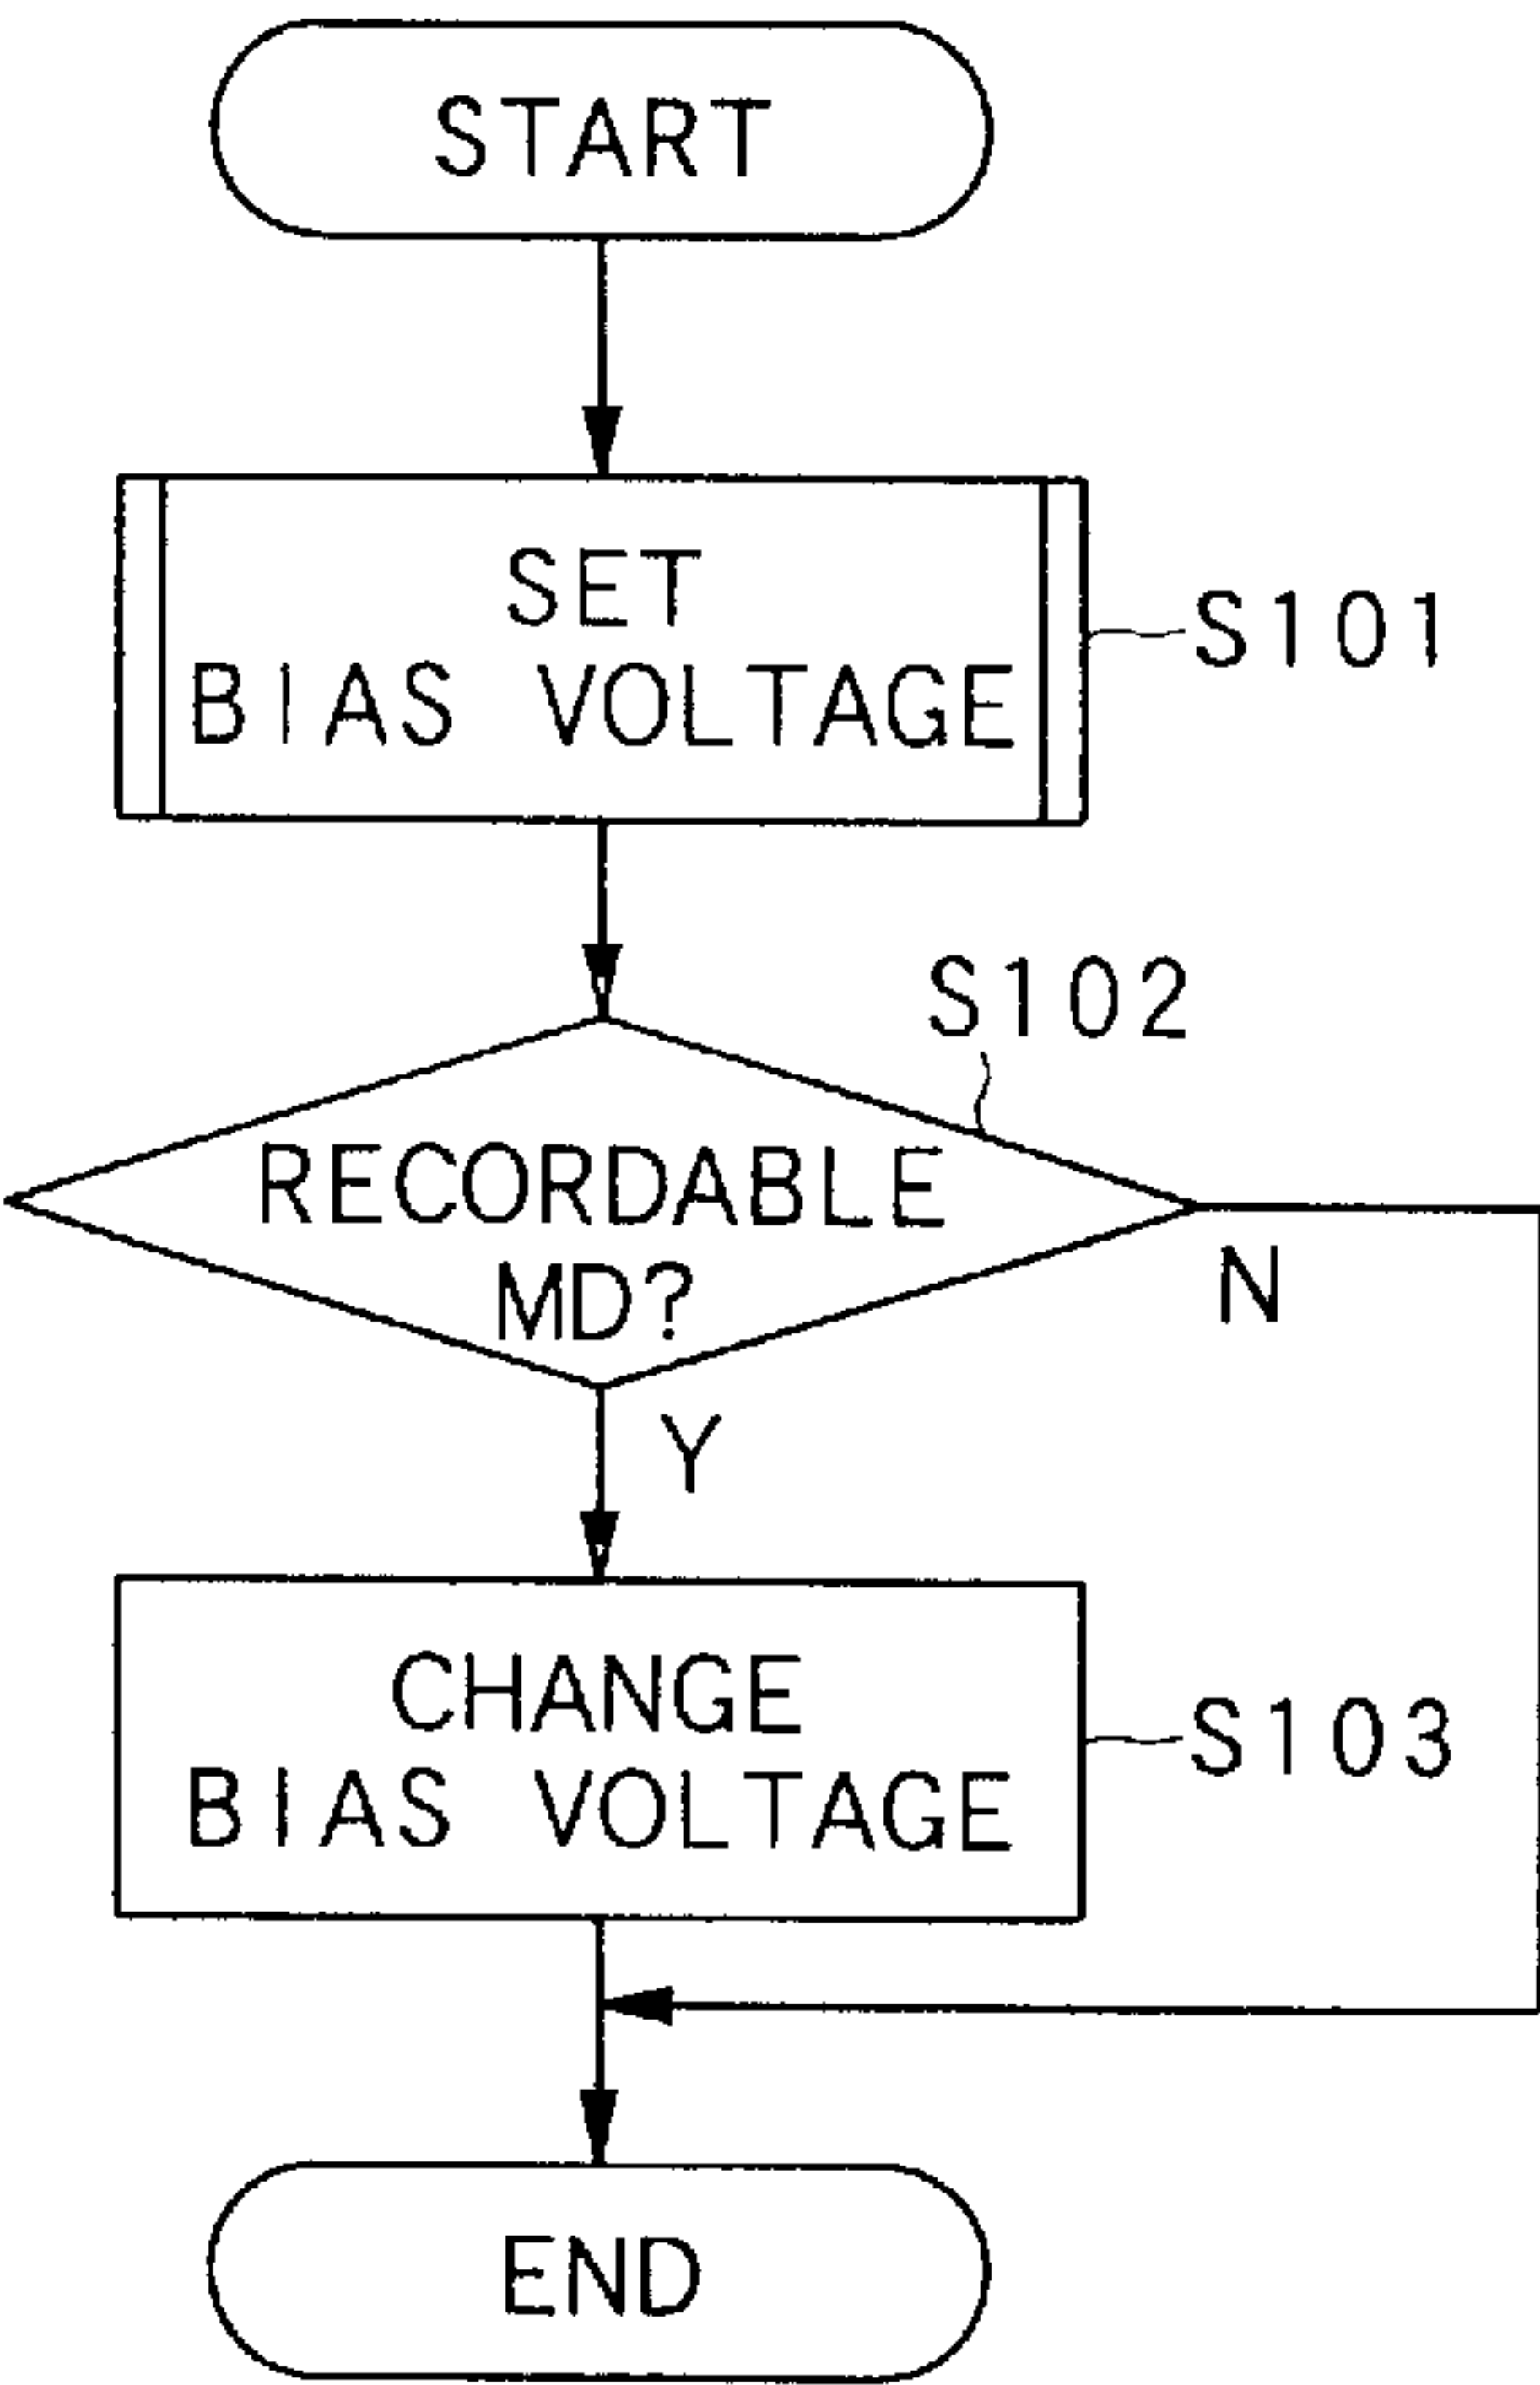 START
SET
BIAS VOLTAGE
S101
S102
RECORDABLE
MD?
N
Y
CHANGE
BIAS VOLTAGE
S103
END